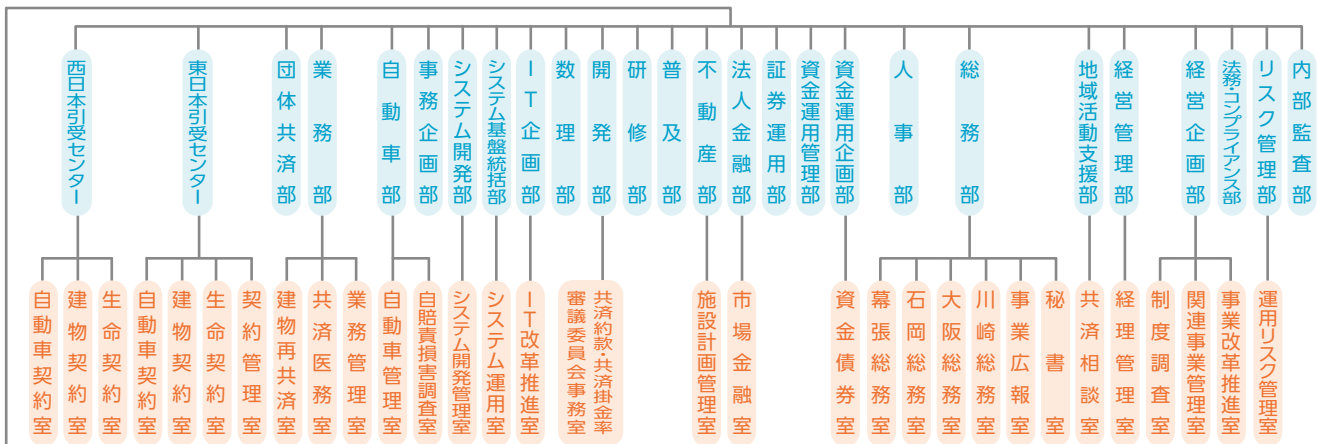 内部監査部
リスク管理部
法務・コンプライアンス部
経営企画部
経営管理部
地域活動支援部
総務部
人事部
資金運用企画部
資金運用管理部
証券運用部
法人金融部
不動産部
普及部
研修部
開発部
数理部
IT企画部
システム基盤統括部
システム開発部
事務企画部
自動車部
業務部
団体共済部
東日本引受センター
西日本引受センター
運用リスク管理室
事業改革推進室
関連事業管理室
制度調査室
経理管理室
共済相談室
秘書室
事業広報室
川崎総務室
大阪総務室
石岡総務室
幕張総務室
資金債券室
市場金融室
施設計画管理室
共済約款・共済掛金率
審議委員会事務室
IT改革推進室
システム運用室
システム開発管理室
自賠責損害調査室
自動車管理室
業務管理室
共済医務室
建物再共済室
契約管理室
生命契約室
建物契約室
自動車契約室
生命契約室
建物契約室
自動車契約室